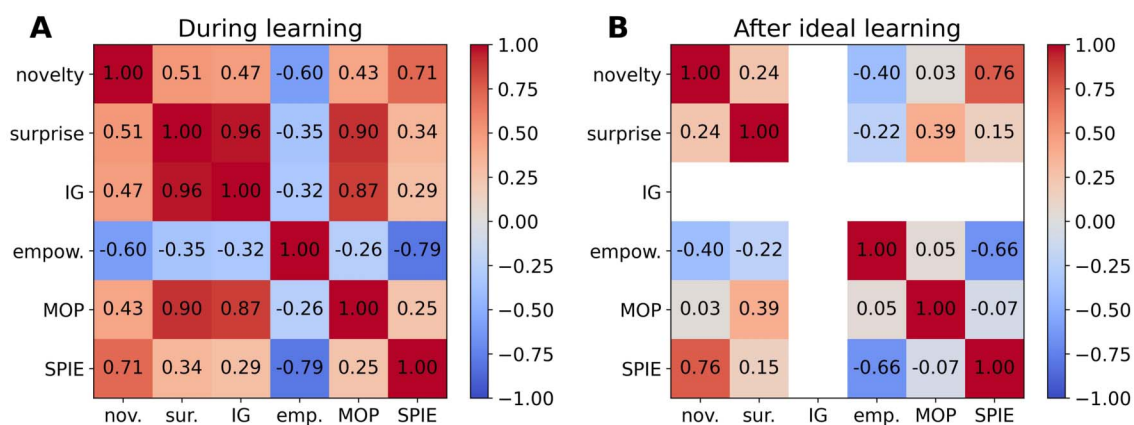 A During learning
novelty 1.00 0.51 0.47 -0.60 0.43 0.71
surprise 0.51 1.00 0.96 -0.35 0.90 0.34
IG 0.47 0.96 1.00 -0.32 0.87 0.29
empow. -0.60 -0.35 -0.32 1.00 -0.26 -0.79
MOP 0.43 0.90 0.87 -0.26 1.00 0.25
SPIE 0.71 0.34 0.29 -0.79 0.25 1.00
nov. sur. IG emp. MOP SPIE
1.00
0.75
0.50
0.25
0.00
−0.25
−0.50
−0.75
−1.00
B After ideal learning
novelty 1.00 0.24 -0.40 0.03 0.76
surprise 0.24 1.00 -0.22 0.39 0.15
IG
empow. -0.40 -0.22 1.00 0.05 -0.66
MOP 0.03 0.39 0.05 1.00 -0.07
SPIE 0.76 0.15 -0.66 -0.07 1.00
nov. sur. IG emp. MOP SPIE
1.00
0.75
0.50
0.25
0.00
−0.25
−0.50
−0.75
−1.00